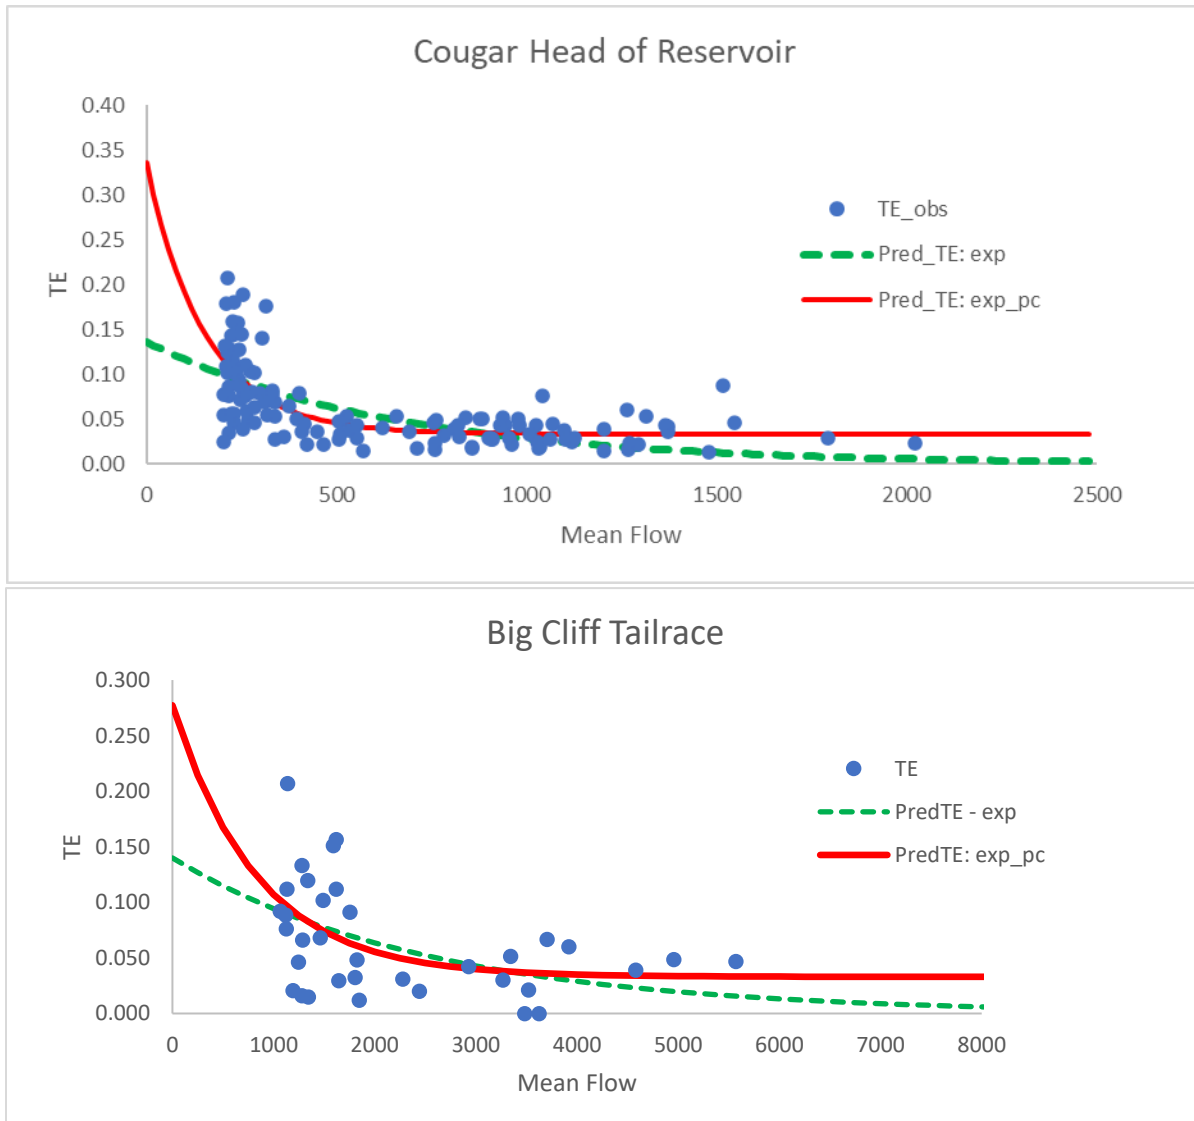 Cougar Head of Reservoir
0.40
0.35
0.30
0.25
0.20
0.15
0.10
0.05
0.00
TE
TE_obs
Pred_TE: exp
Pred_TE: exp_pc
0 500 1000 1500 2000 2500
Mean Flow
Big Cliff Tailrace
0.300
0.250
0.200
0.150
0.100
0.050
0.000
TE
TE
PredTE - exp
PredTE: exp_pc
0 1000 2000 3000 4000 5000 6000 7000 8000
Mean Flow